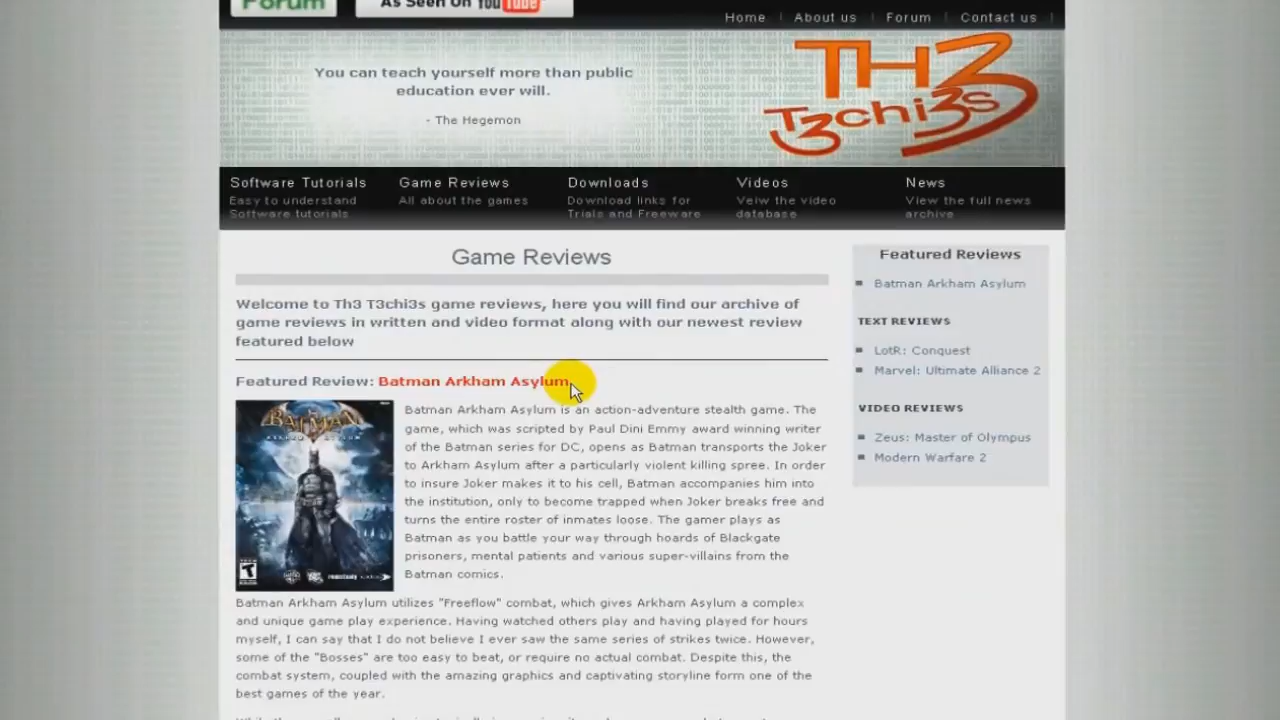 Forum
As Seen On YouTube
Home | About us | Forum | Contact us |
You can teach yourself more than public
education ever will.
- The Hegemon
TH3
T3chi3s
Software Tutorials
Easy to understand
Software tutorials
Game Reviews
All about the games
Downloads
Download links for
Trials and Freeware
Videos
Veiw the video
database
News
View the full news
archive
Game Reviews
Welcome to Th3 T3chi3s game reviews, here you will find our archive of
game reviews in written and video format along with our newest review
featured below
Featured Review: Batman Arkham Asylum
BATMAN
Batman Arkham Asylum is an action-adventure stealth game. The
game, which was scripted by Paul Dini Emmy award winning writer
of the Batman series for DC, opens as Batman transports the Joker
to Arkham Asylum after a particularly violent killing spree. In order
to insure Joker makes it to his cell, Batman accompanies him into
the institution, only to become trapped when Joker breaks free and
turns the entire roster of inmates loose. The gamer plays as
Batman as you battle your way through hoards of Blackgate
prisoners, mental patients and various super-villains from the
Batman comics.
Batman Arkham Asylum utilizes "Freeflow" combat, which gives Arkham Asylum a complex
and unique game play experience. Having watched others play and having played for hours
myself, I can say that I do not believe I ever saw the same series of strikes twice. However,
some of the "Bosses" are too easy to beat, or require no actual combat. Despite this, the
combat system, coupled with the amazing graphics and captivating storyline form one of the
best games of the year.
Featured Reviews
Batman Arkham Asylum
TEXT REVIEWS
LotR: Conquest
Marvel: Ultimate Alliance 2
VIDEO REVIEWS
Zeus: Master of Olympus
Modern Warfare 2